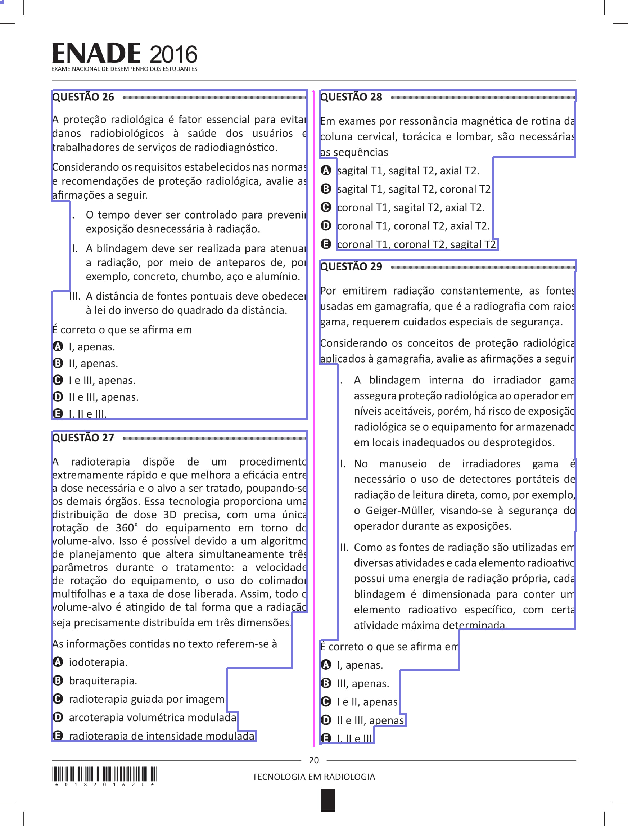 ENADE 2016
EXAME NACIONAL DE DESEMPENHO DOS ESTUDANTES
QUESTÃO 26
A proteção radiológica é fator essencial para evitar
danos radiobiológicos à saúde dos usuários e
trabalhadores de serviços de radiodiagnóstico.
Considerando os requisitos estabelecidos nas normas
e recomendações de proteção radiológica, avalie as
afirmações a seguir.
I. O tempo dever ser controlado para prevenir
exposição desnecessária à radiação.
II. A blindagem deve ser realizada para atenuar
a radiação, por meio de anteparos de, por
exemplo, concreto, chumbo, aço e alumínio.
III. A distância de fontes pontuais deve obedecer
à lei do inverso do quadrado da distância.
É correto o que se afirma em
A I, apenas.
B II, apenas.
C I e III, apenas.
D II e III, apenas.
E I, II e III.
QUESTÃO 27
A radioterapia dispõe de um procedimento
extremamente rápido e que melhora a eficácia entre
a dose necessária e o alvo a ser tratado, poupando-se
os demais órgãos. Essa tecnologia proporciona uma
distribuição de dose 3D precisa, com uma única
rotação de 360° do equipamento em torno do
volume-alvo. Isso é possível devido a um algoritmo
de planejamento que altera simultaneamente três
parâmetros durante o tratamento: a velocidade
de rotação do equipamento, o uso do colimador
multifolhas e a taxa de dose liberada. Assim, todo o
volume-alvo é atingido de tal forma que a radiação
seja precisamente distribuída em três dimensões.
As informações contidas no texto referem-se à
A iodoterapia.
B braquiterapia.
C radioterapia guiada por imagem.
D arcoterapia volumétrica modulada.
E radioterapia de intensidade modulada.
QUESTÃO 28
Em exames por ressonância magnética de rotina da
coluna cervical, torácica e lombar, são necessárias
as sequências
A sagital T1, sagital T2, axial T2.
B sagital T1, sagital T2, coronal T2.
C coronal T1, sagital T2, axial T2.
D coronal T1, coronal T2, axial T2.
E coronal T1, coronal T2, sagital T2.
QUESTÃO 29
Por emitirem radiação constantemente, as fontes
usadas em gamagrafia, que é a radiografia com raios
gama, requerem cuidados especiais de segurança.
Considerando os conceitos de proteção radiológica
aplicados à gamagrafia, avalie as afirmações a seguir.
I. A blindagem interna do irradiador gama
assegura proteção radiológica ao operador em
níveis aceitáveis, porém, há risco de exposição
radiológica se o equipamento for armazenado
em locais inadequados ou desprotegidos.
II. No manuseio de irradiadores gama é
necessário o uso de detectores portáteis de
radiação de leitura direta, como, por exemplo,
o Geiger-Müller, visando-se à segurança do
operador durante as exposições.
III. Como as fontes de radiação são utilizadas em
diversas atividades e cada elemento radioativo
possui uma energia de radiação própria, cada
blindagem é dimensionada para conter um
elemento radioativo específico, com certa
atividade máxima determinada.
É correto o que se afirma em
A I, apenas.
B III, apenas.
C I e II, apenas.
D II e III, apenas.
E I, II e III.
20
TECNOLOGIA EM RADIOLOGIA